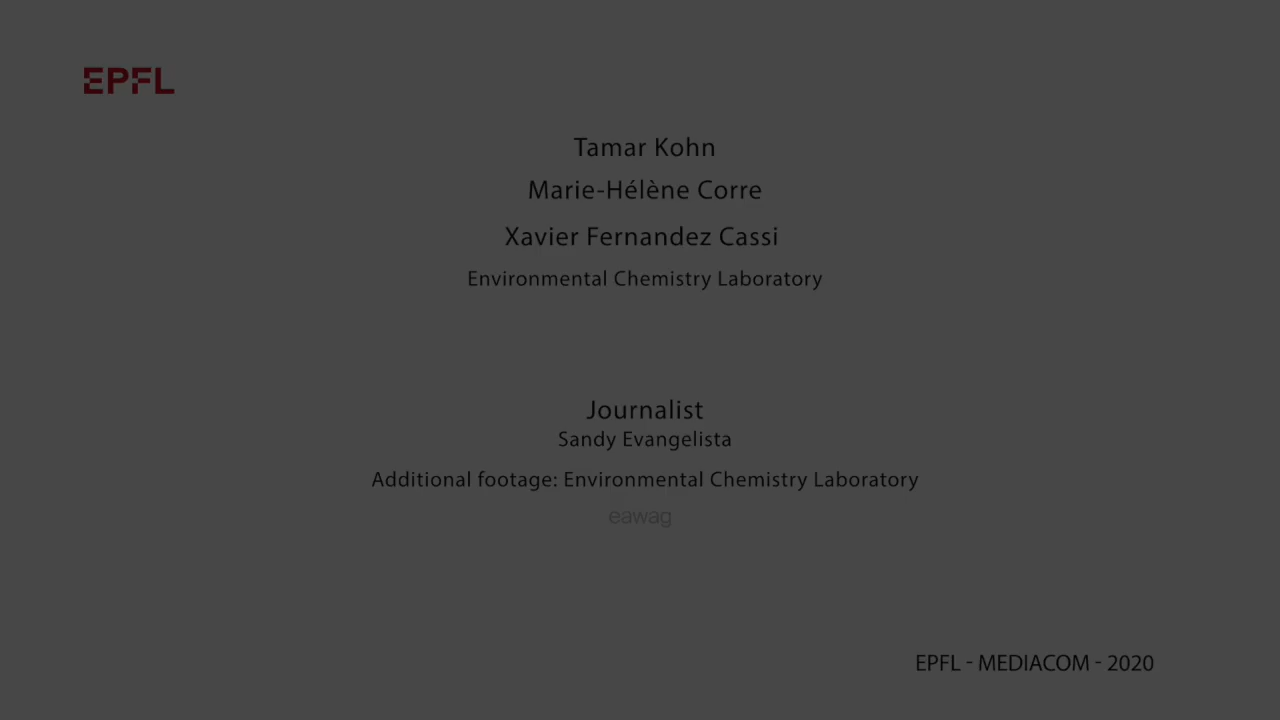 EPFL
Tamar Kohn
Marie-Hélène Corre
Xavier Fernandez Cassi
Environmental Chemistry Laboratory
Journalist
Sandy Evangelista
Additional footage: Environmental Chemistry Laboratory
eawag
EPFL - MEDIACOM - 2020